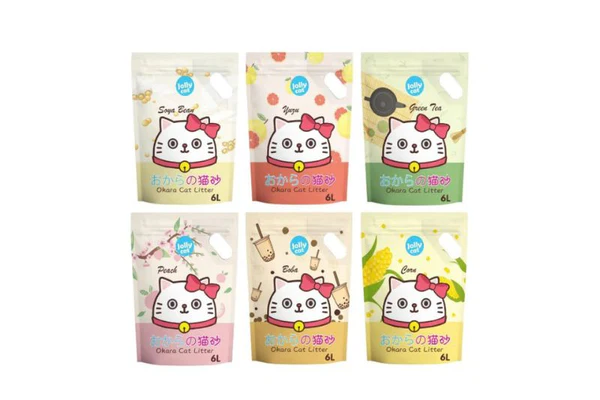 Jolly cat
Soya Bean
おからの猫砂
Okara Cat Litter
6L
Jolly cat
Yuzu
おからの猫砂
Okara Cat Litter
6L
Jolly cat
Green Tea
おからの猫砂
Okara Cat Litter
6L
Jolly cat
Peach
おからの猫砂
Okara Cat Litter
6L
Jolly cat
Boba
おからの猫砂
Okara Cat Litter
6L
Jolly cat
Corn
おからの猫砂
Okara Cat Litter
6L